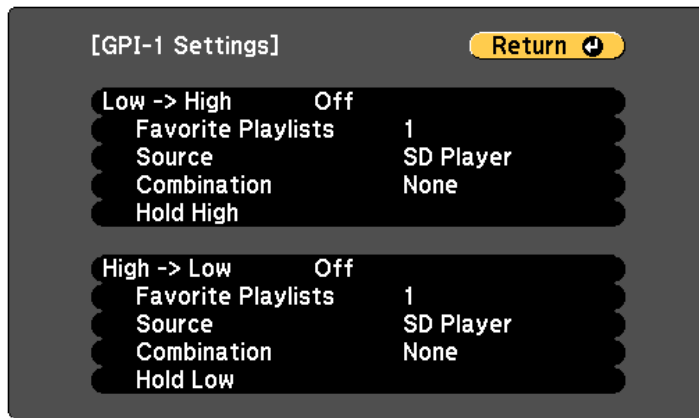 [GPI-1 Settings] Return
Low -> High Off
Favorite Playlists 1
Source SD Player
Combination None
Hold High
High -> Low Off
Favorite Playlists 1
Source SD Player
Combination None
Hold Low